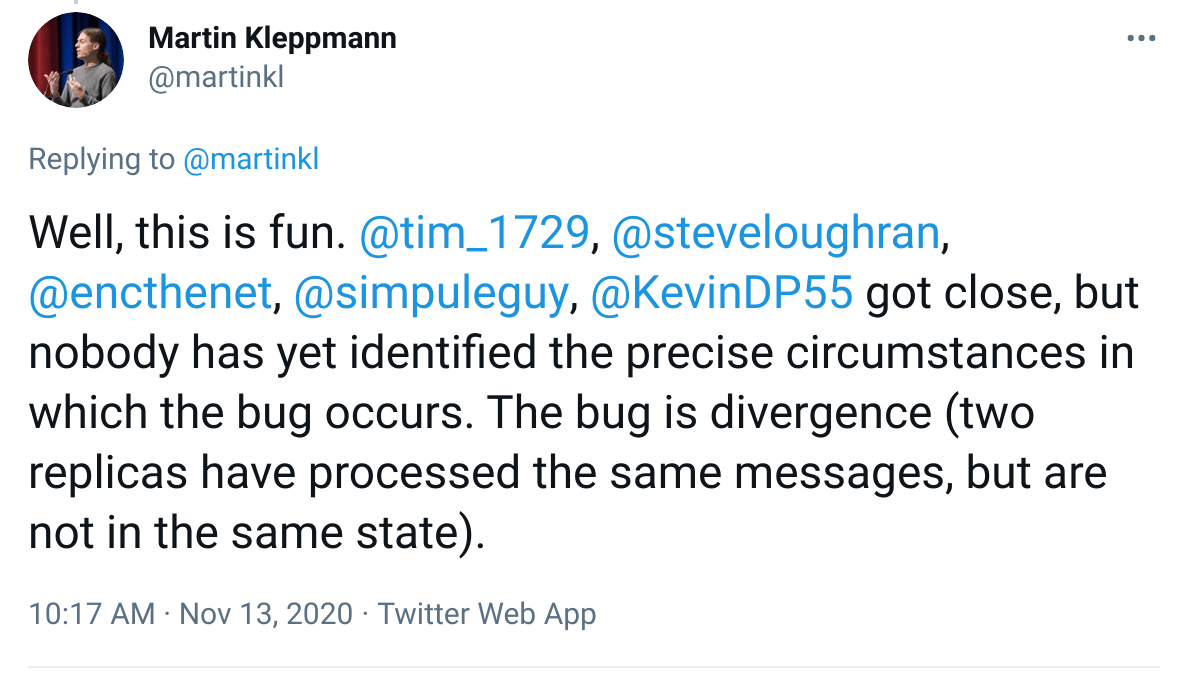 Martin Kleppmann
@martinkl
Replying to @martinkl
Well, this is fun. @tim_1729, @steveloughran,
@encthenet, @simpuleguy, @KevinDP55 got close, but
nobody has yet identified the precise circumstances in
which the bug occurs. The bug is divergence (two
replicas have processed the same messages, but are
not in the same state).
10:17 AM · Nov 13, 2020 · Twitter Web App